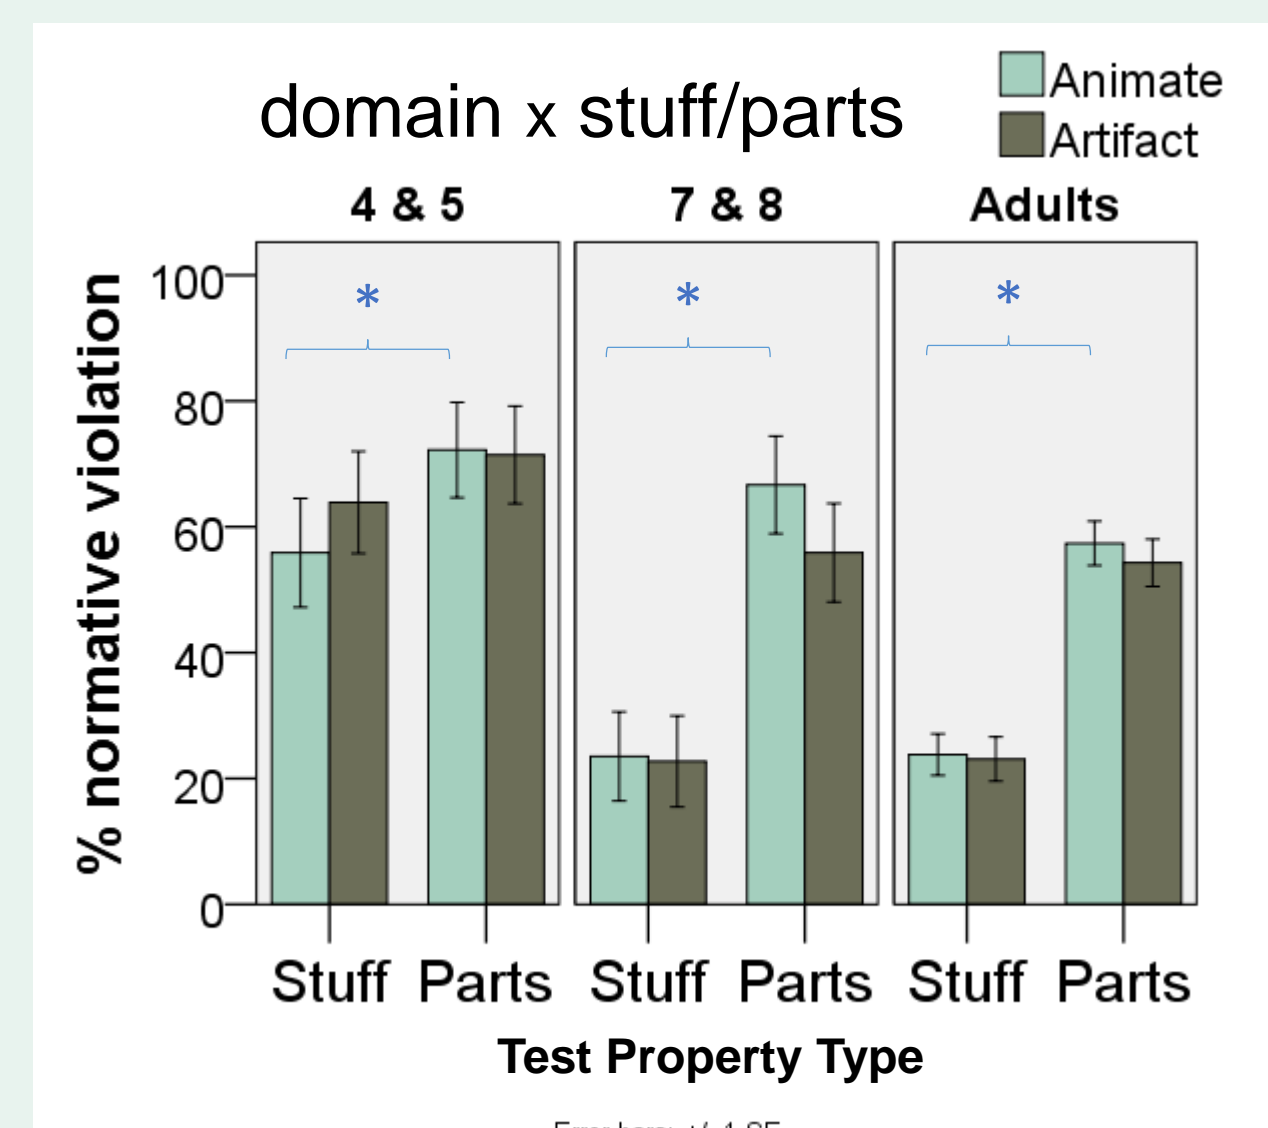 domain x stuff/parts
Animate
Artifact
4 & 5
7 & 8
Adults
% normative violation
100
80
60
40
20
0
*
*
*
Stuff Parts Stuff Parts Stuff Parts
Test Property Type